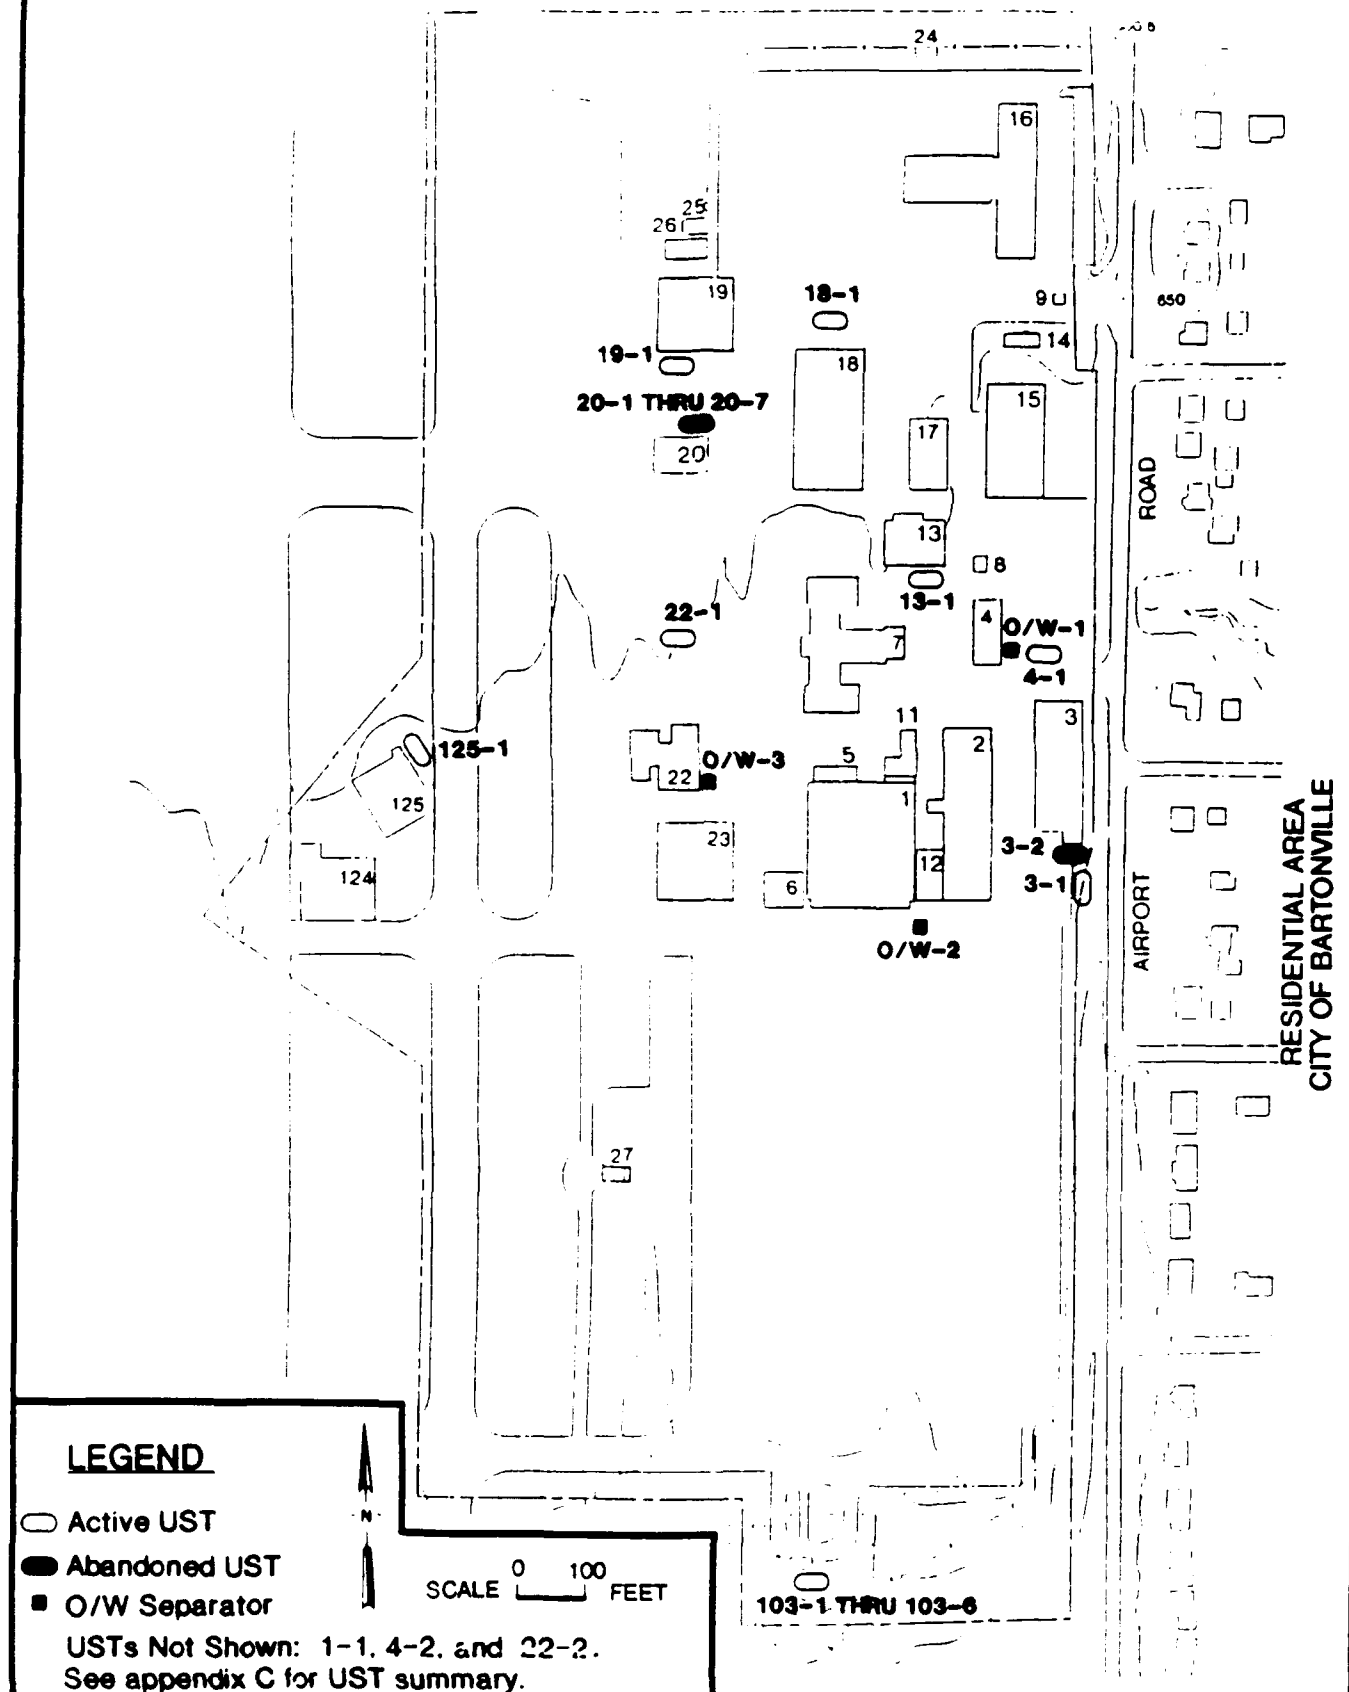 24
16
25
26
19
9
650
18-1
14
19-1
18
15
20-1 THRU 20-7
17
20
ROAD
13
8
13-1
22-1
4
O/W-1
7
4-1
3
11
2
125-1
5
O/W-3
22
125
1
23
3-2
12
124
6
3-1
AIRPORT
O/W-2
RESIDENTIAL AREA
CITY OF BARTONVILLE
27
LEGEND
N
Active UST
Abandoned UST
O/W Separator
SCALE 0 100 FEET
103-1 THRU 103-6
USTs Not Shown: 1-1, 4-2, and 22-2.
See appendix C for UST summary.